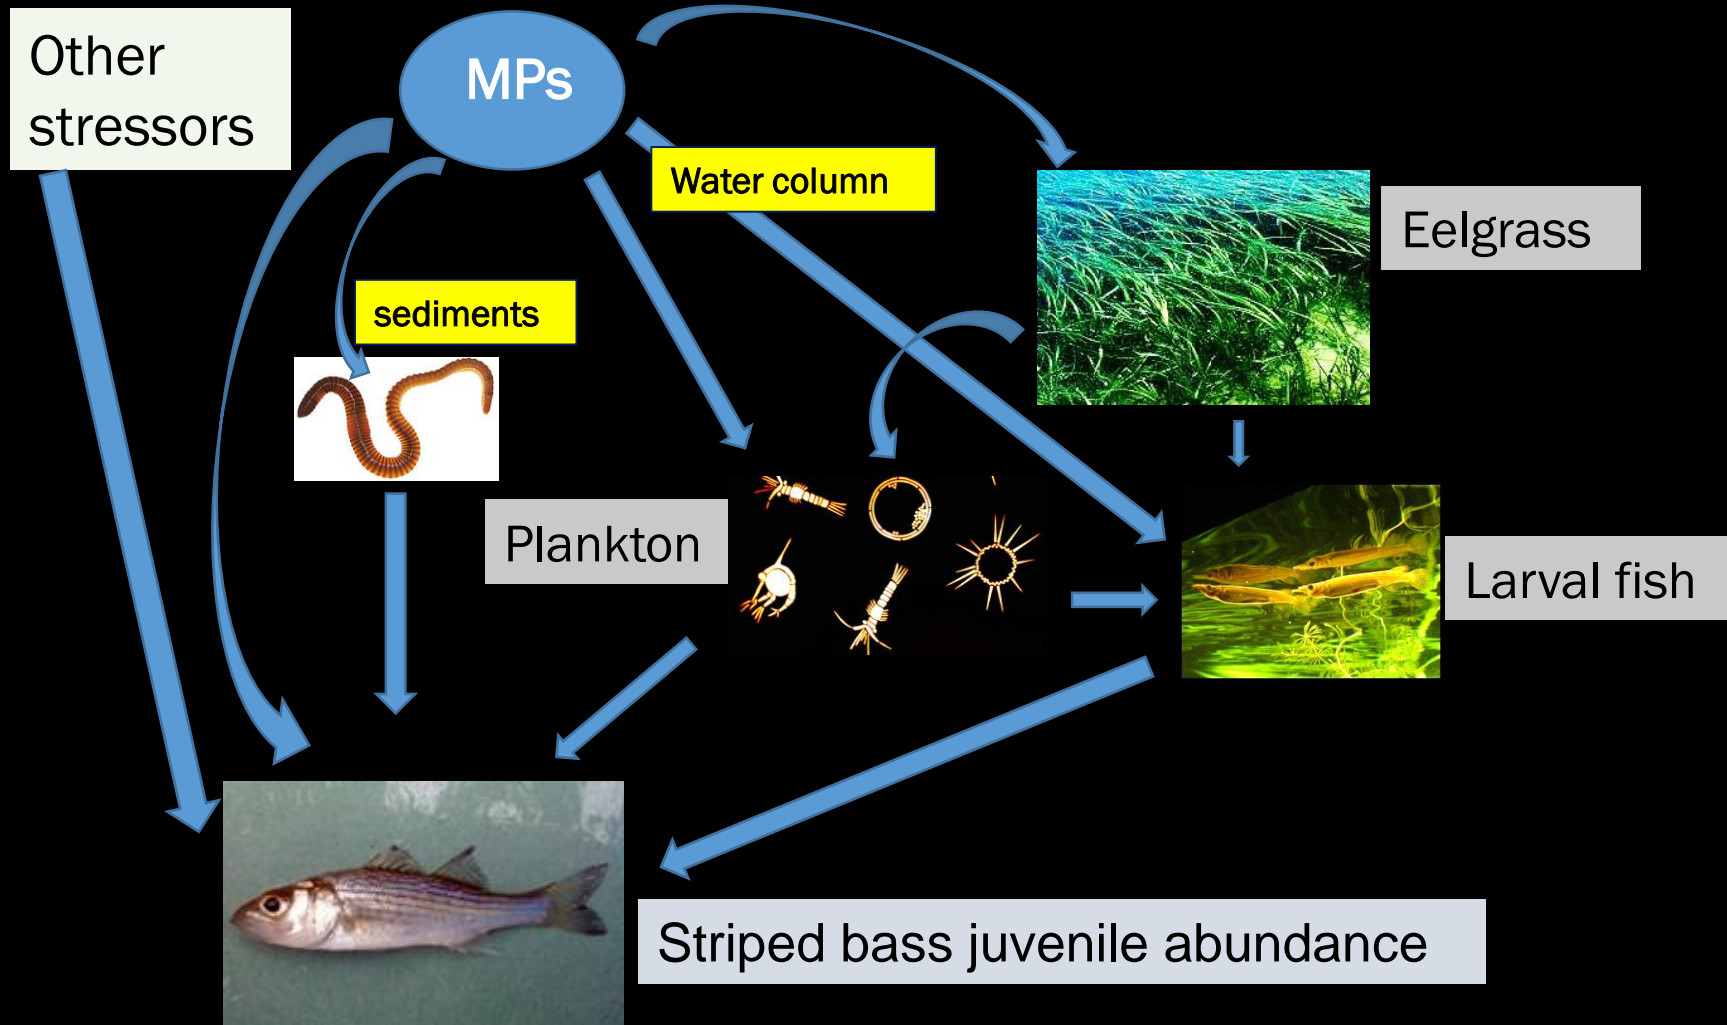 Other
stressors
MPs
Water column
Eelgrass
sediments
Plankton
Larval fish
Striped bass juvenile abundance